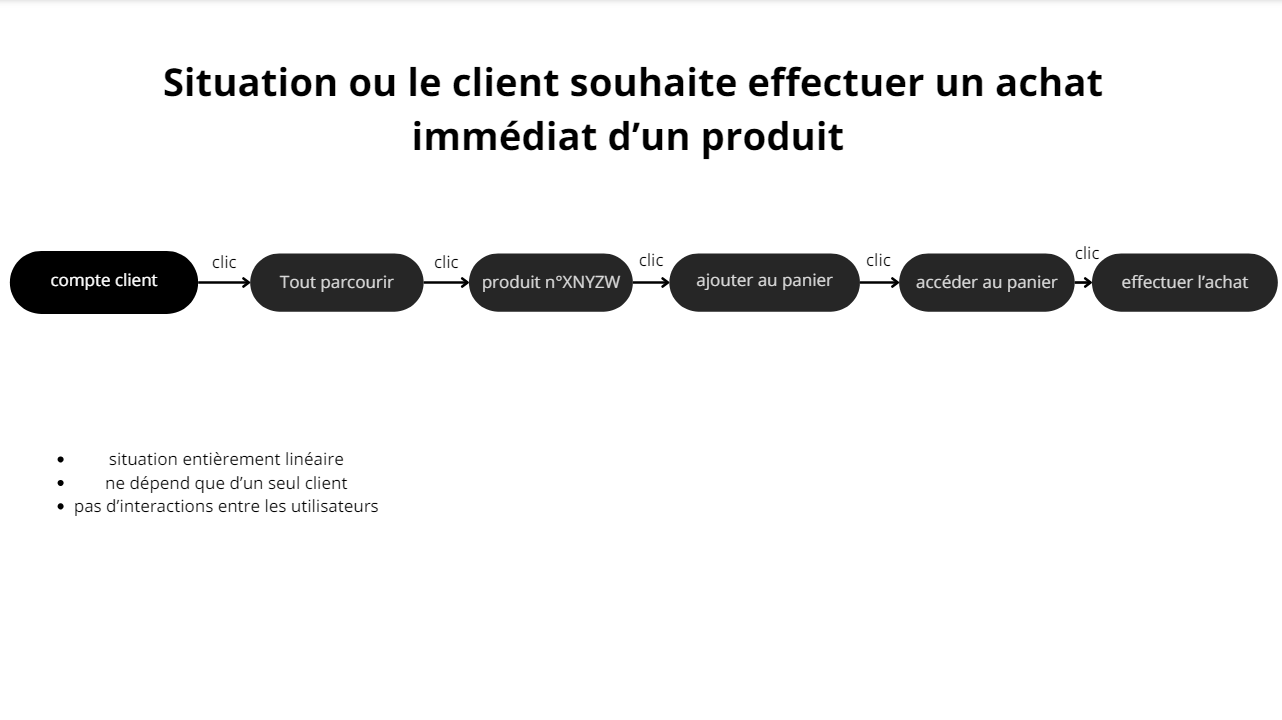 Situation ou le client souhaite effectuer un achat
immédiat d’un produit
compte client
clic
Tout parcourir
clic
produit n°XNYZW
clic
ajouter au panier
clic
accéder au panier
clic
effectuer l’achat
situation entièrement linéaire
ne dépend que d’un seul client
pas d’interactions entre les utilisateurs